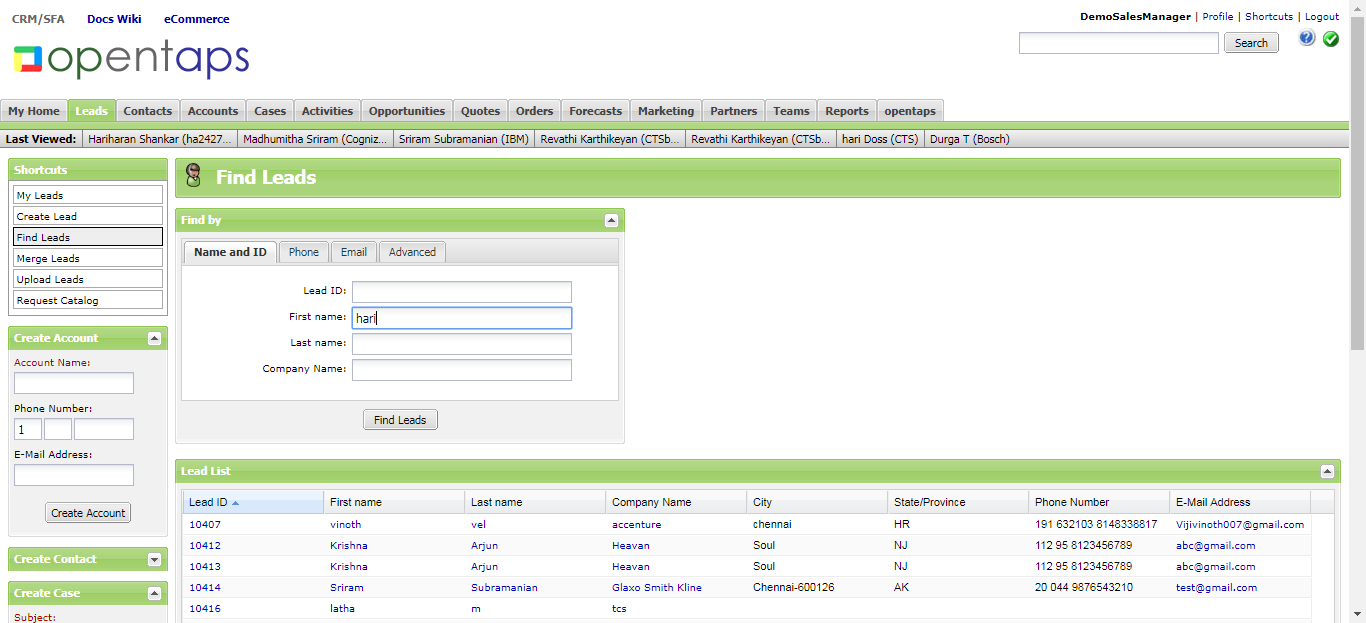 CRM/SFA Docs Wiki eCommerce
DemoSalesManager | Profile | Shortcuts | Logout
opentaps
Search
?
My Home Leads Contacts Accounts Cases Activities Opportunities Quotes Orders Forecasts Marketing Partners Teams Reports opentaps
Last Viewed: Hariharan Shankar (ha2427... Madhumitha Sriram (Cogniz... Sriram Subramanian (IBM) Revathi Karthikeyan (CTSb... Revathi Karthikeyan (CTSb... hari Doss (CTS) Durga T (Bosch)
Shortcuts
My Leads
Create Lead
Find Leads
Merge Leads
Upload Leads
Request Catalog
Create Account
Account Name:
Phone Number:
1
E-Mail Address:
Create Account
Create Contact
Create Case
Subject:
Find Leads
Find by
Name and ID Phone Email Advanced
Lead ID:
First name: hari
Last name:
Company Name:
Find Leads
Lead List
Lead ID First name Last name Company Name City State/Province Phone Number E-Mail Address
10407 vinoth vel accenture chennai HR 191 632103 8148338817 Vijivinoth007@gmail.com
10412 Krishna Arjun Heavan Soul NJ 112 95 8123456789 abc@gmail.com
10413 Krishna Arjun Heavan Soul NJ 112 95 8123456789 abc@gmail.com
10414 Sriram Subramanian Glaxo Smith Kline Chennai-600126 AK 20 044 9876543210 test@gmail.com
10416 latha m tcs